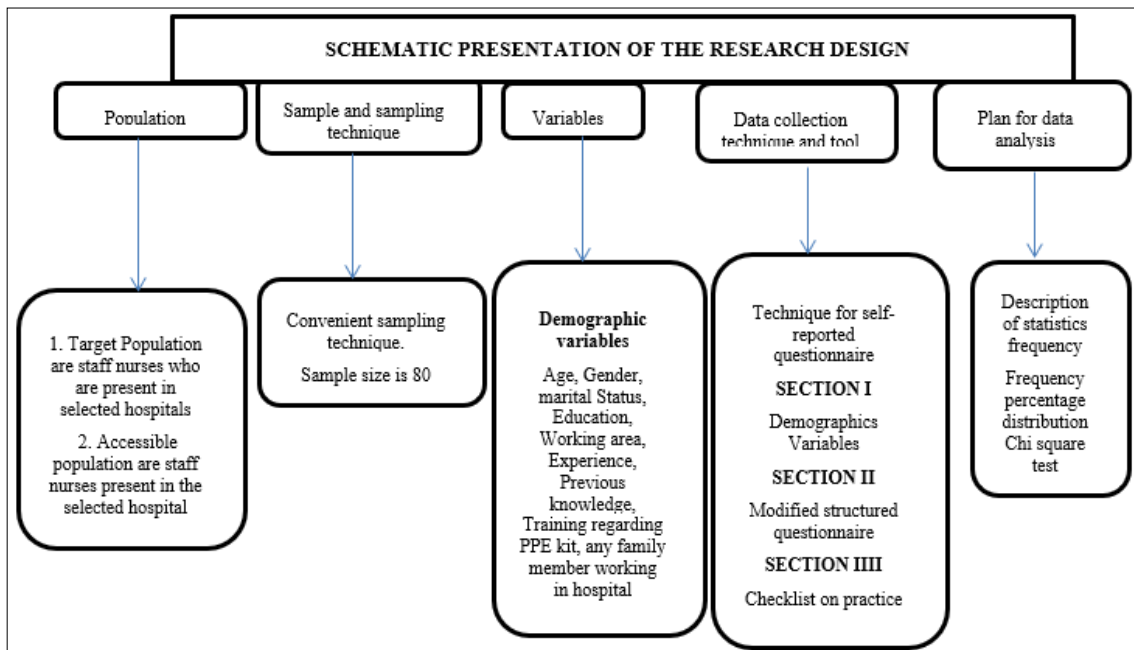 SCHEMATIC PRESENTATION OF THE RESEARCH DESIGN
Population
Sample and sampling
technique
Variables
Data collection
technique and tool
Plan for data
analysis
1. Target Population
are staff nurses who
are present in
selected hospitals
2. Accessible
population are staff
nurses present in the
selected hospital
Convenient sampling
technique.
Sample size is 80
Demographic
variables
Age, Gender,
marital Status,
Education,
Working area,
Experience,
Previous
knowledge,
Training regarding
PPE kit, any family
member working
in hospital
Technique for self-
reported
questionnaire
SECTION I
Demographics
Variables
SECTION II
Modified structured
questionnaire
SECTION IIII
Checklist on practice
Description
of statistics
frequency
Frequency
percentage
distribution
Chi square
test